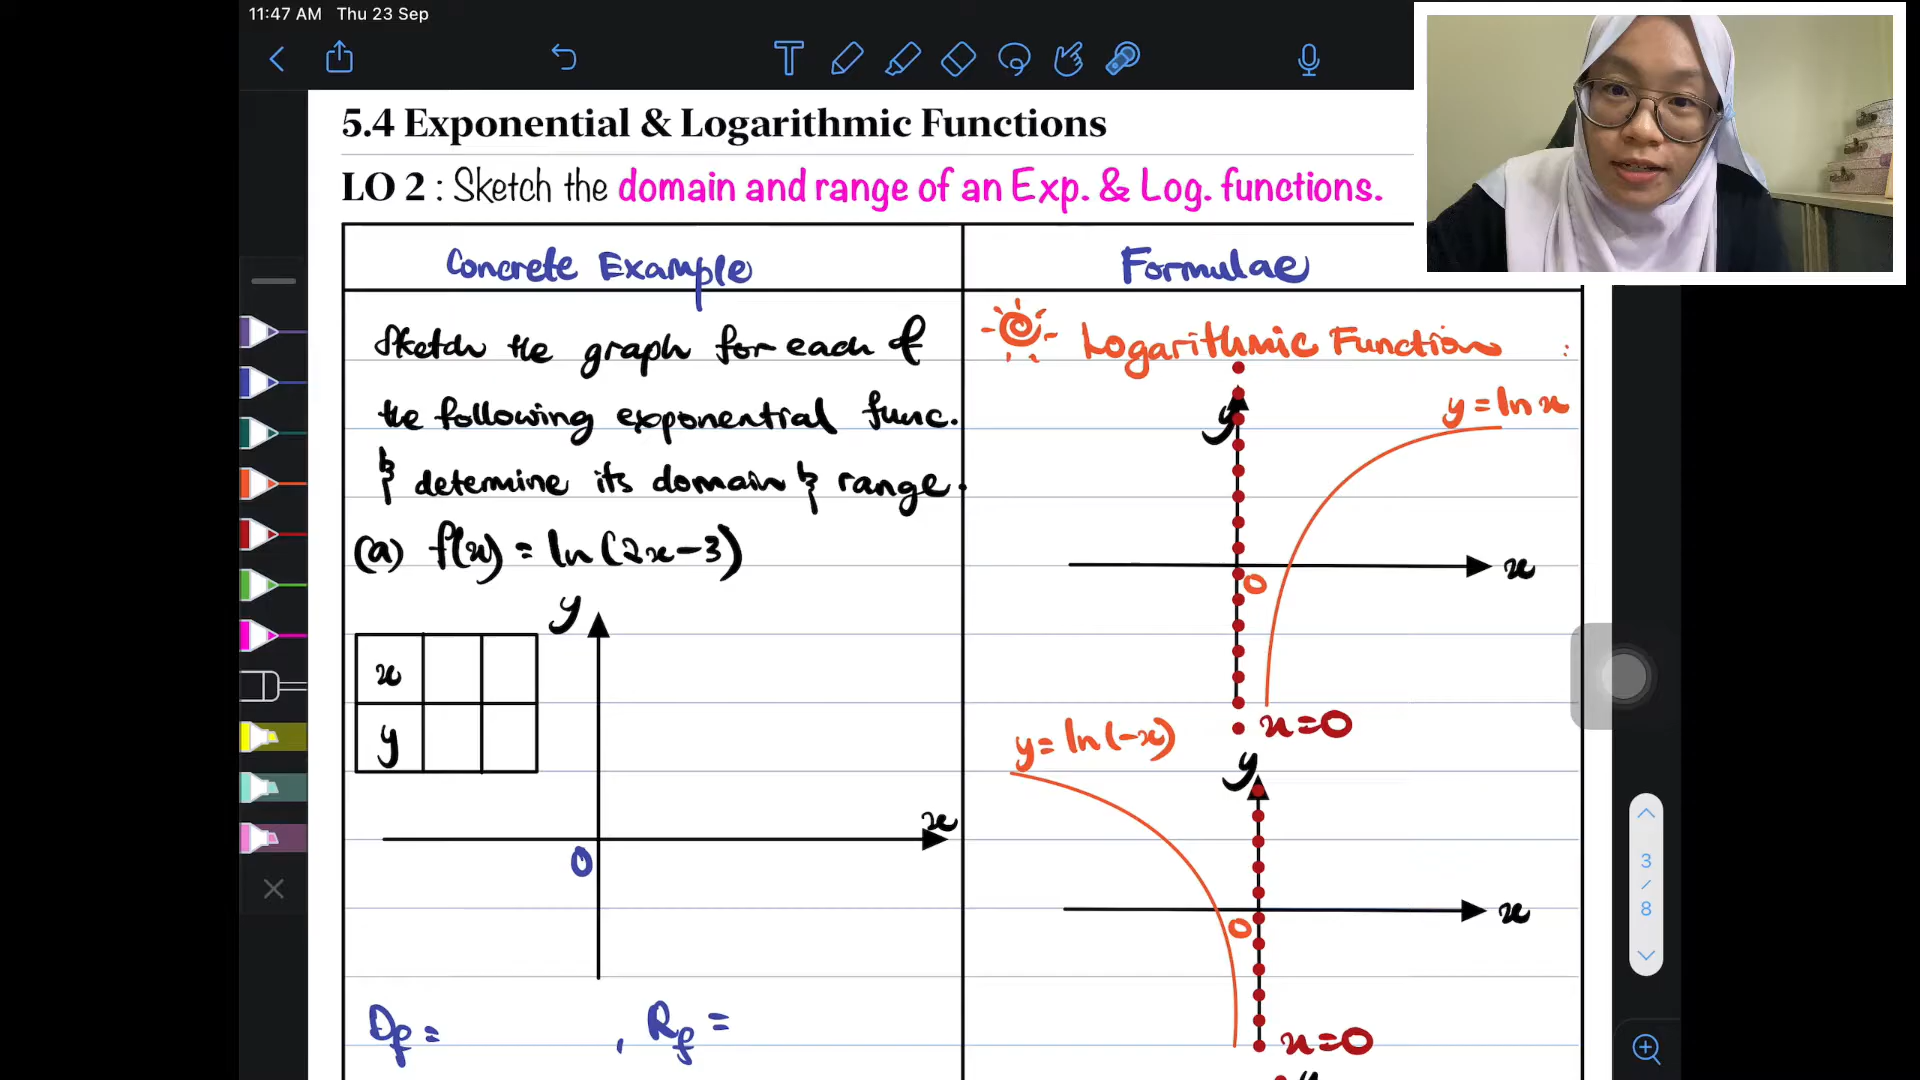 11:47 AM Thu 23 Sep
5.4 Exponential & Logarithmic Functions
LO 2 : Sketch the domain and range of an Exp. & Log. functions.
Concrete Example
Sketch the graph for each of
the following exponential func.
& determine its domain & range.
(a) f(x) = ln(2x-3)
y
x
y
x
0
Df = , Rf =
Formulae
Logarithmic Function :
y
y = ln x
x
0
x=0
y = ln(-x)
y
x
0
x=0
y
3
/
8